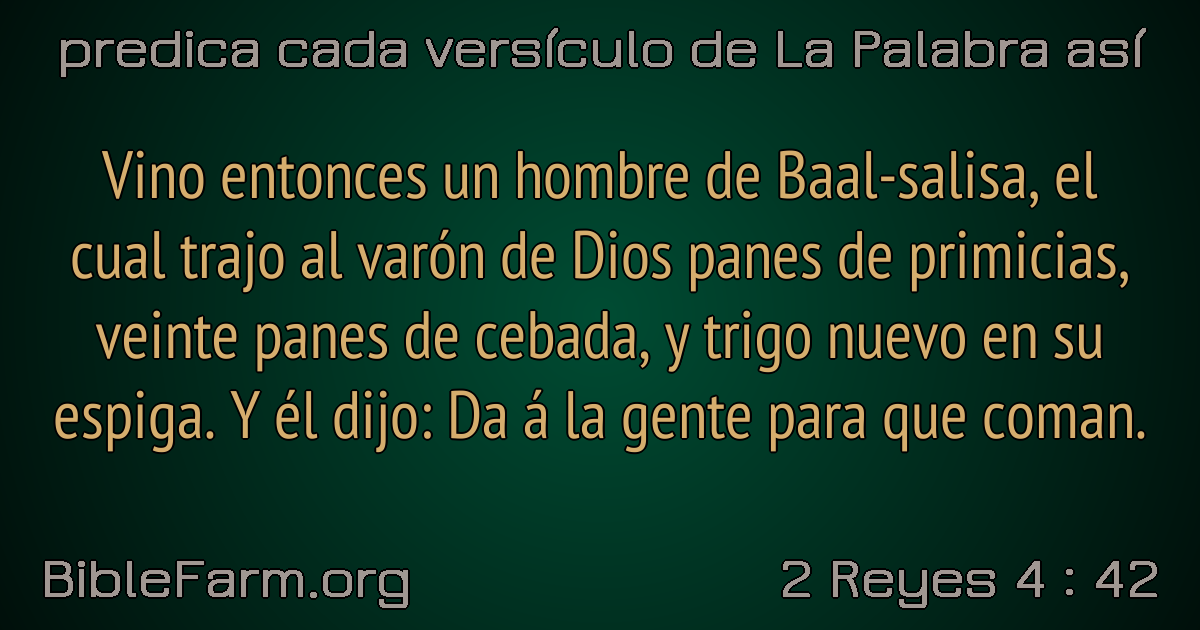 predica cada versículo de La Palabra así
Vino entonces un hombre de Baal-salisa, el
cual trajo al varón de Dios panes de primicias,
veinte panes de cebada, y trigo nuevo en su
espiga. Y él dijo: Da á la gente para que coman.
BibleFarm.org
2 Reyes 4 : 42